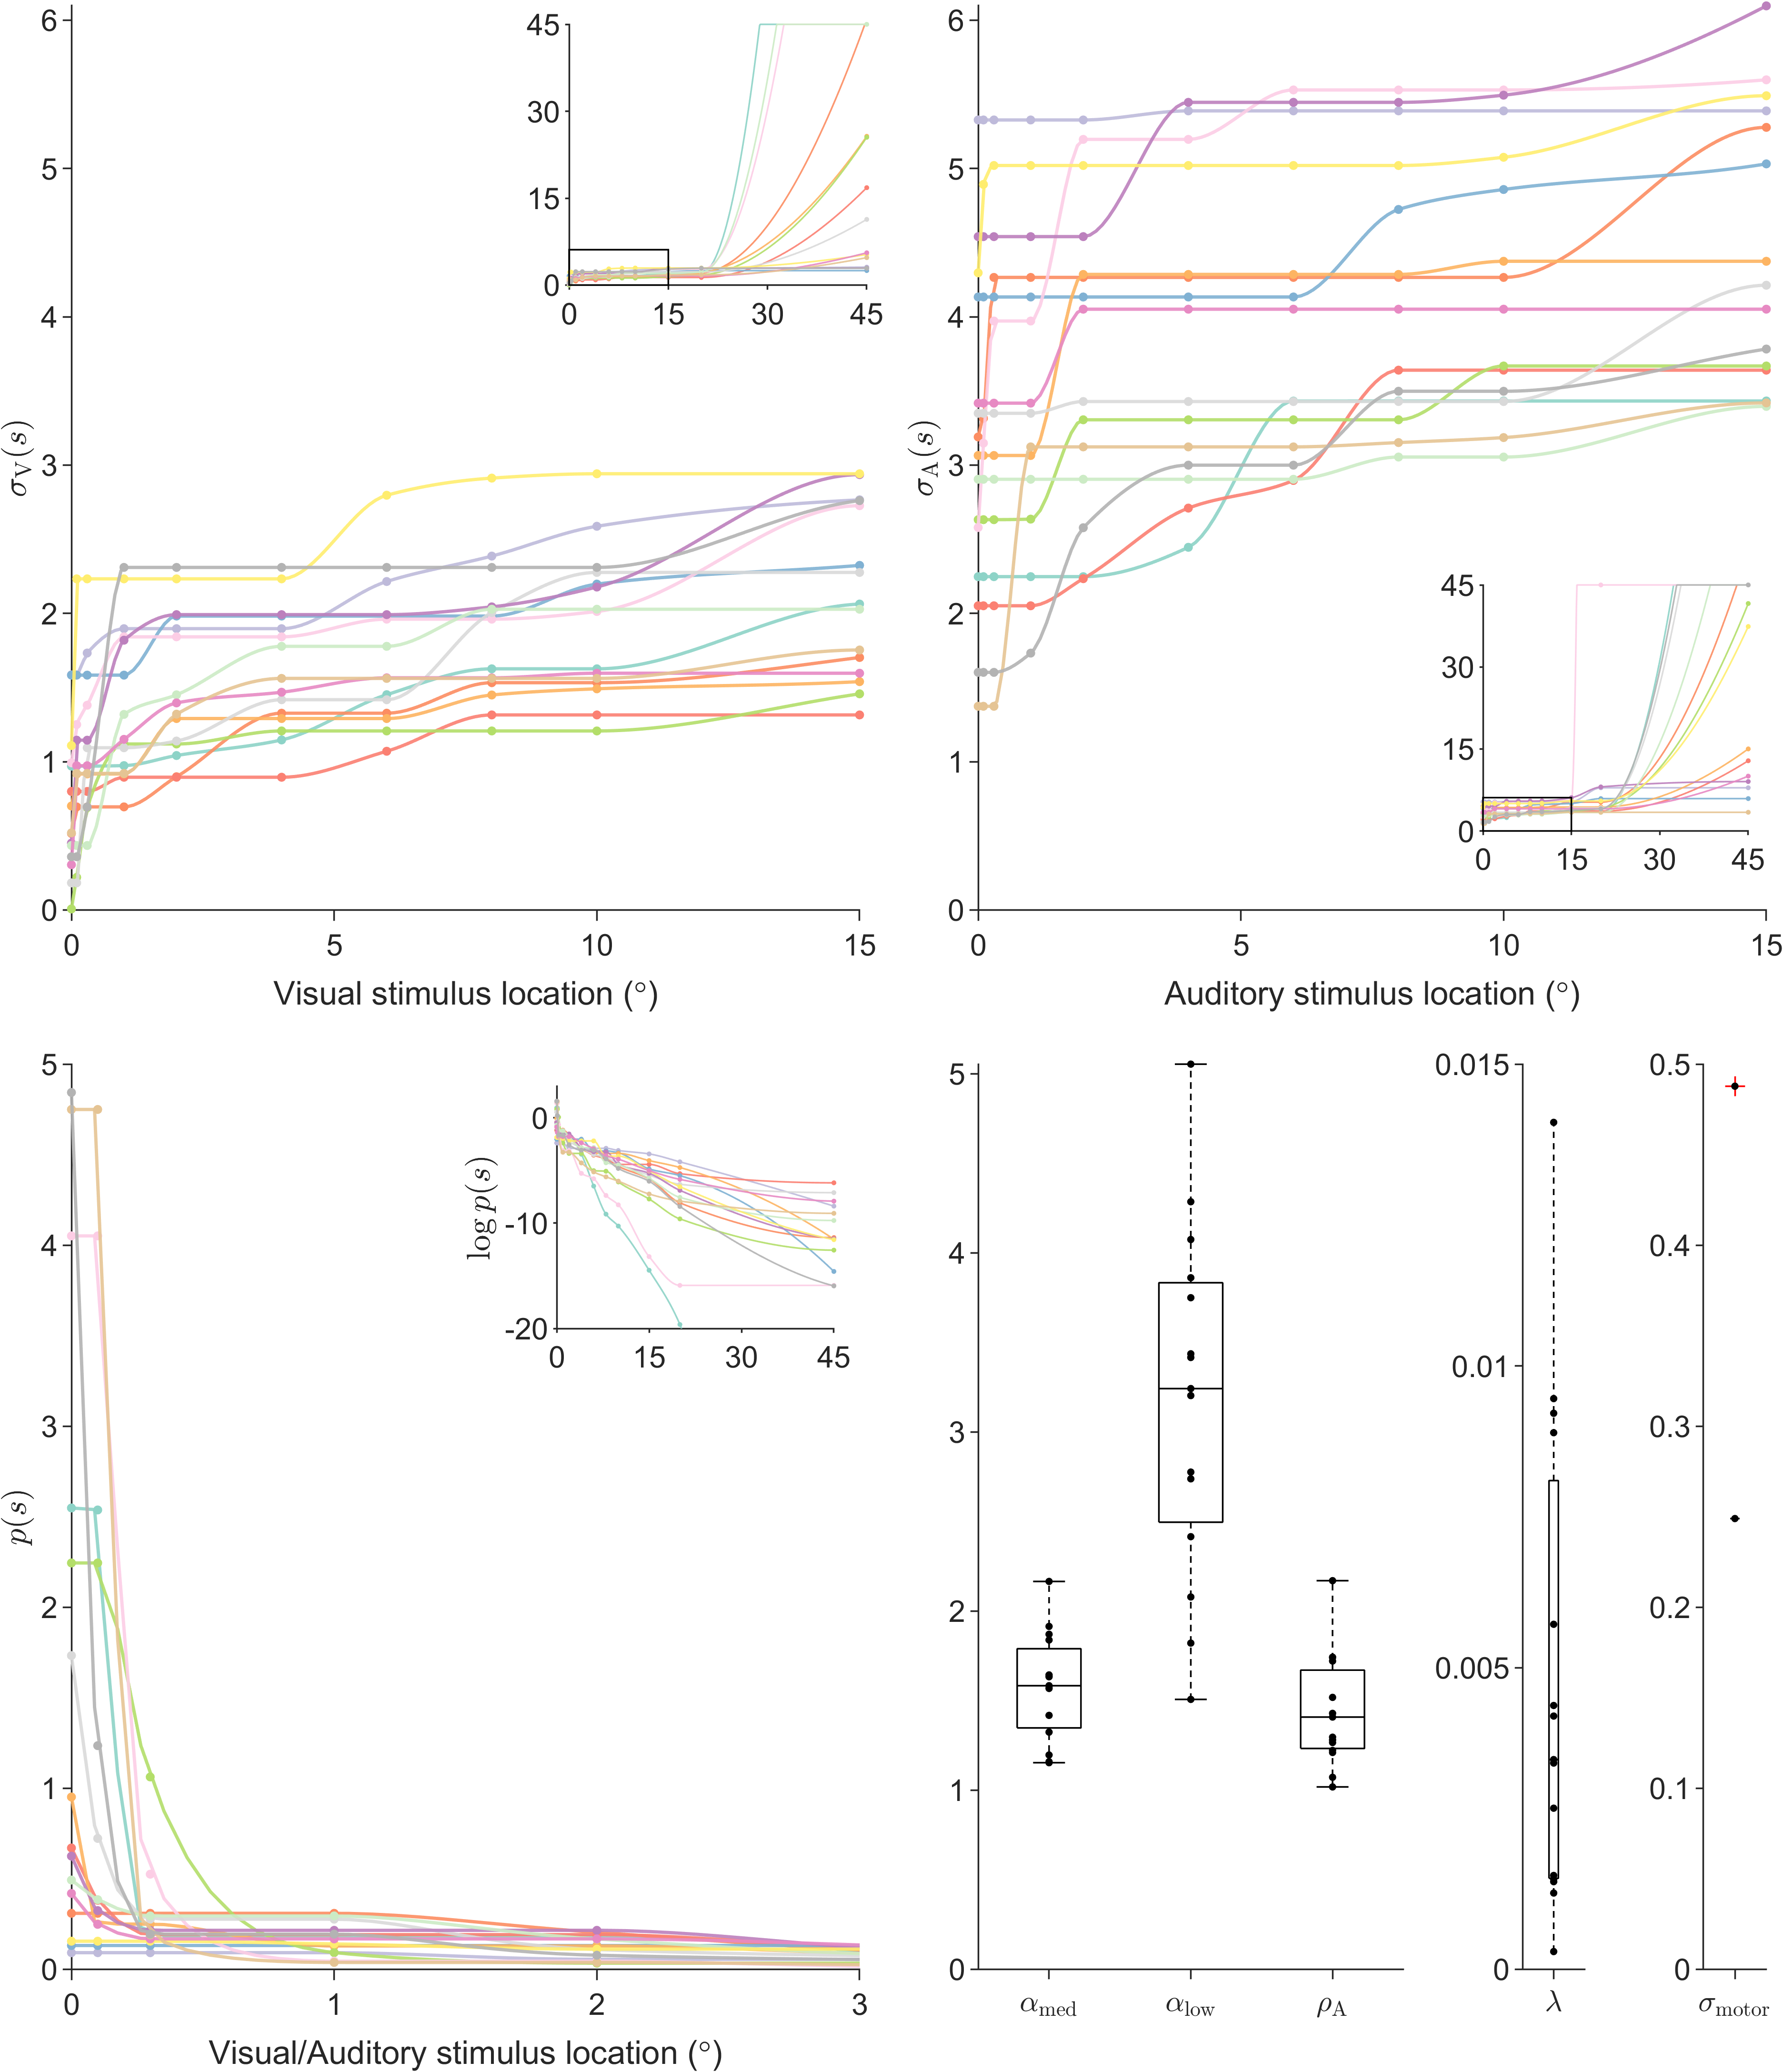 6
5
4
3
2
1
0
σV(s)
0 5 10 15
Visual stimulus location (°)
45
30
15
0
0 15 30 45
6
5
4
3
2
1
0
σA(s)
0 5 10 15
Auditory stimulus location (°)
45
30
15
0
0 15 30 45
5
4
3
2
1
0
p(s)
0 1 2 3
Visual/Auditory stimulus location (°)
0
-10
-20
log p(s)
0 15 30 45
5
4
3
2
1
0
αmed αlow ρA
0.015
0.01
0.005
0
λ
0.5
0.4
0.3
0.2
0.1
0
σmotor